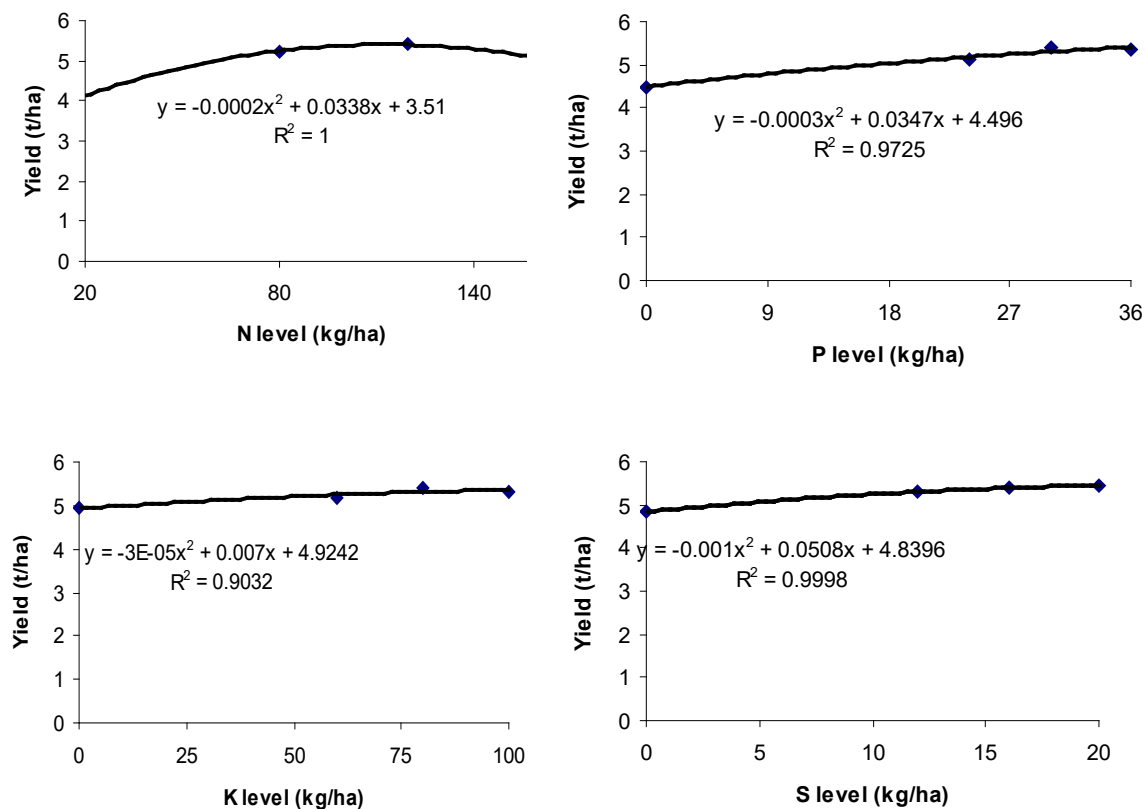 Yield (t/ha)
6
5
4
3
2
1
0
y = -0.0002x² + 0.0338x + 3.51
R² = 1
20 80 140
N level (kg/ha)
Yield (t/ha)
6
5
4
3
2
1
0
y = -0.0003x² + 0.0347x + 4.496
R² = 0.9725
0 9 18 27 36
P level (kg/ha)
Yield (t/ha)
6
5
4
3
2
1
0
y = -3E-05x² + 0.007x + 4.9242
R² = 0.9032
0 25 50 75 100
K level (kg/ha)
Yield (t/ha)
6
5
4
3
2
1
0
y = -0.001x² + 0.0508x + 4.8396
R² = 0.9998
0 5 10 15 20
S level (kg/ha)